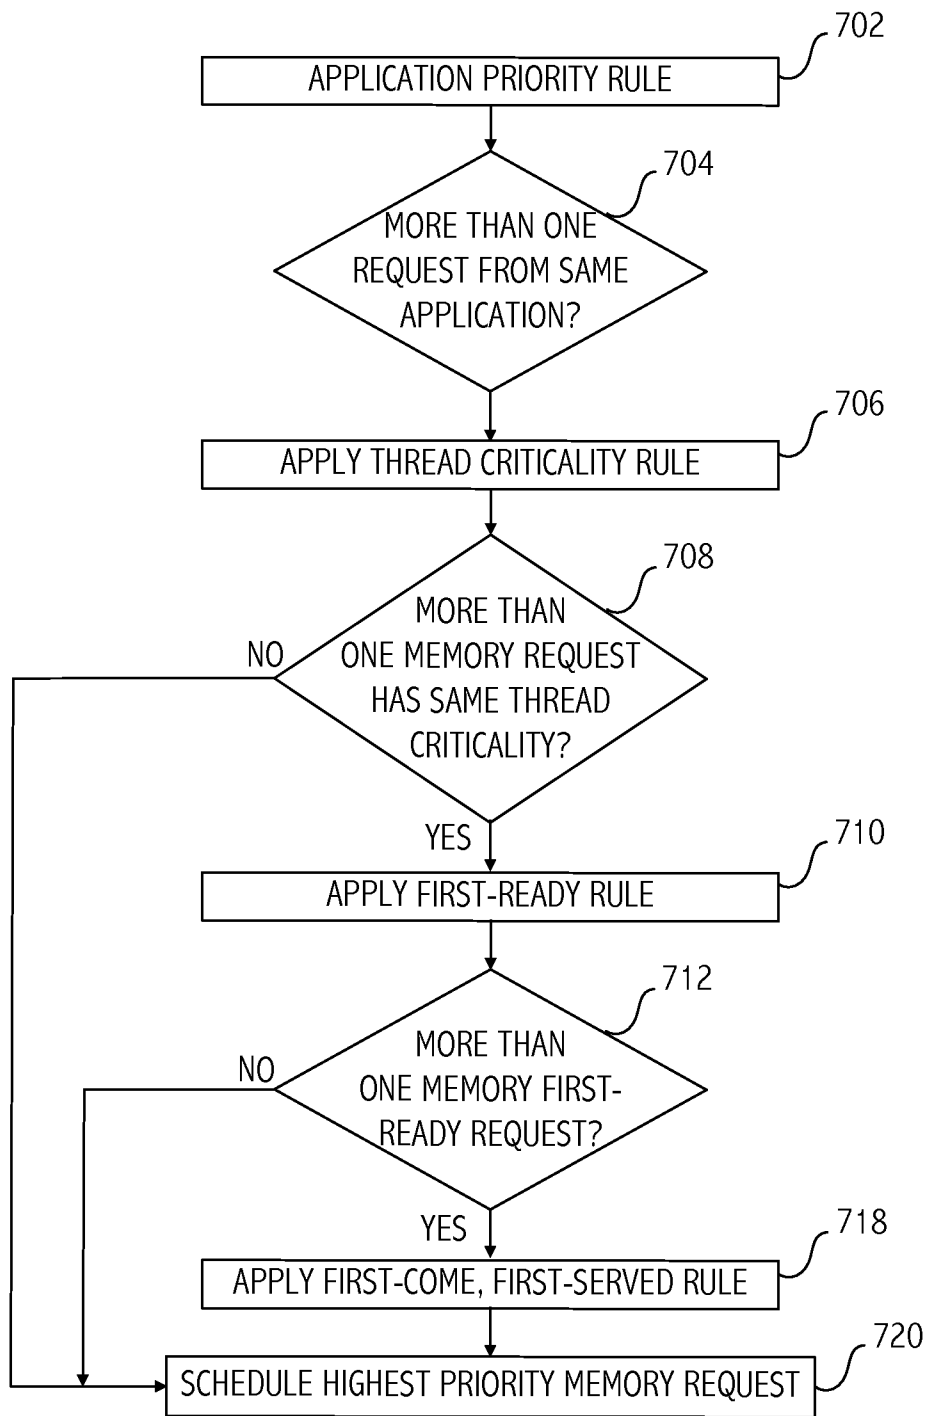 702
APPLICATION PRIORITY RULE
704
MORE THAN ONE
REQUEST FROM SAME
APPLICATION?
706
APPLY THREAD CRITICALITY RULE
708
MORE THAN
NO
ONE MEMORY REQUEST
HAS SAME THREAD
CRITICALITY?
YES
710
APPLY FIRST-READY RULE
712
MORE THAN
NO
ONE MEMORY FIRST-
READY REQUEST?
YES
718
APPLY FIRST-COME, FIRST-SERVED RULE
720
SCHEDULE HIGHEST PRIORITY MEMORY REQUEST